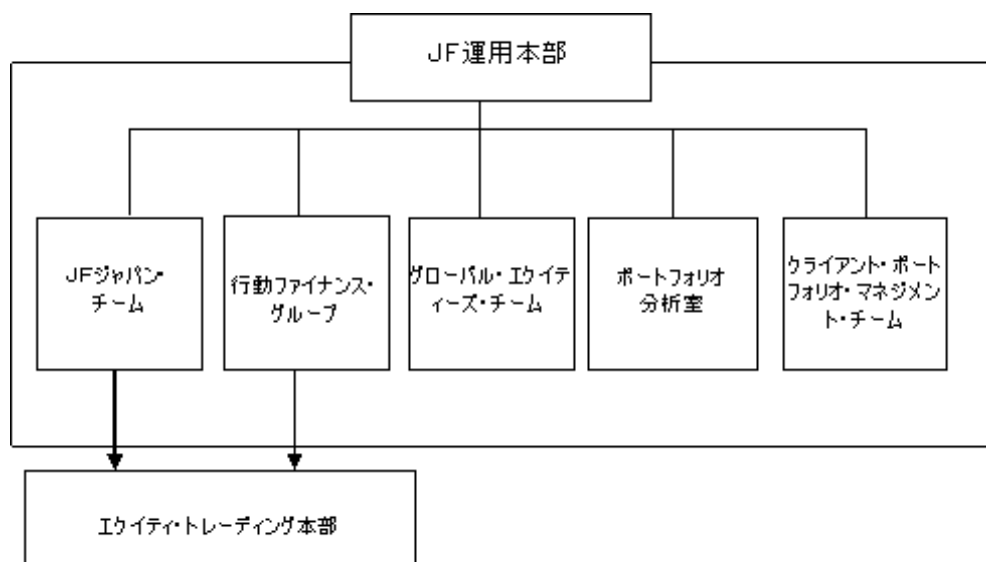 JF運用本部
JFジャパン・
チーム
行動ファイナンス・
グループ
グローバル・エクイテ
ィーズ・チーム
ポートフォリオ
分析室
クライアント・ポート
フォリオ・マネジメン
ト・チーム
エクイティ・トレーディング本部